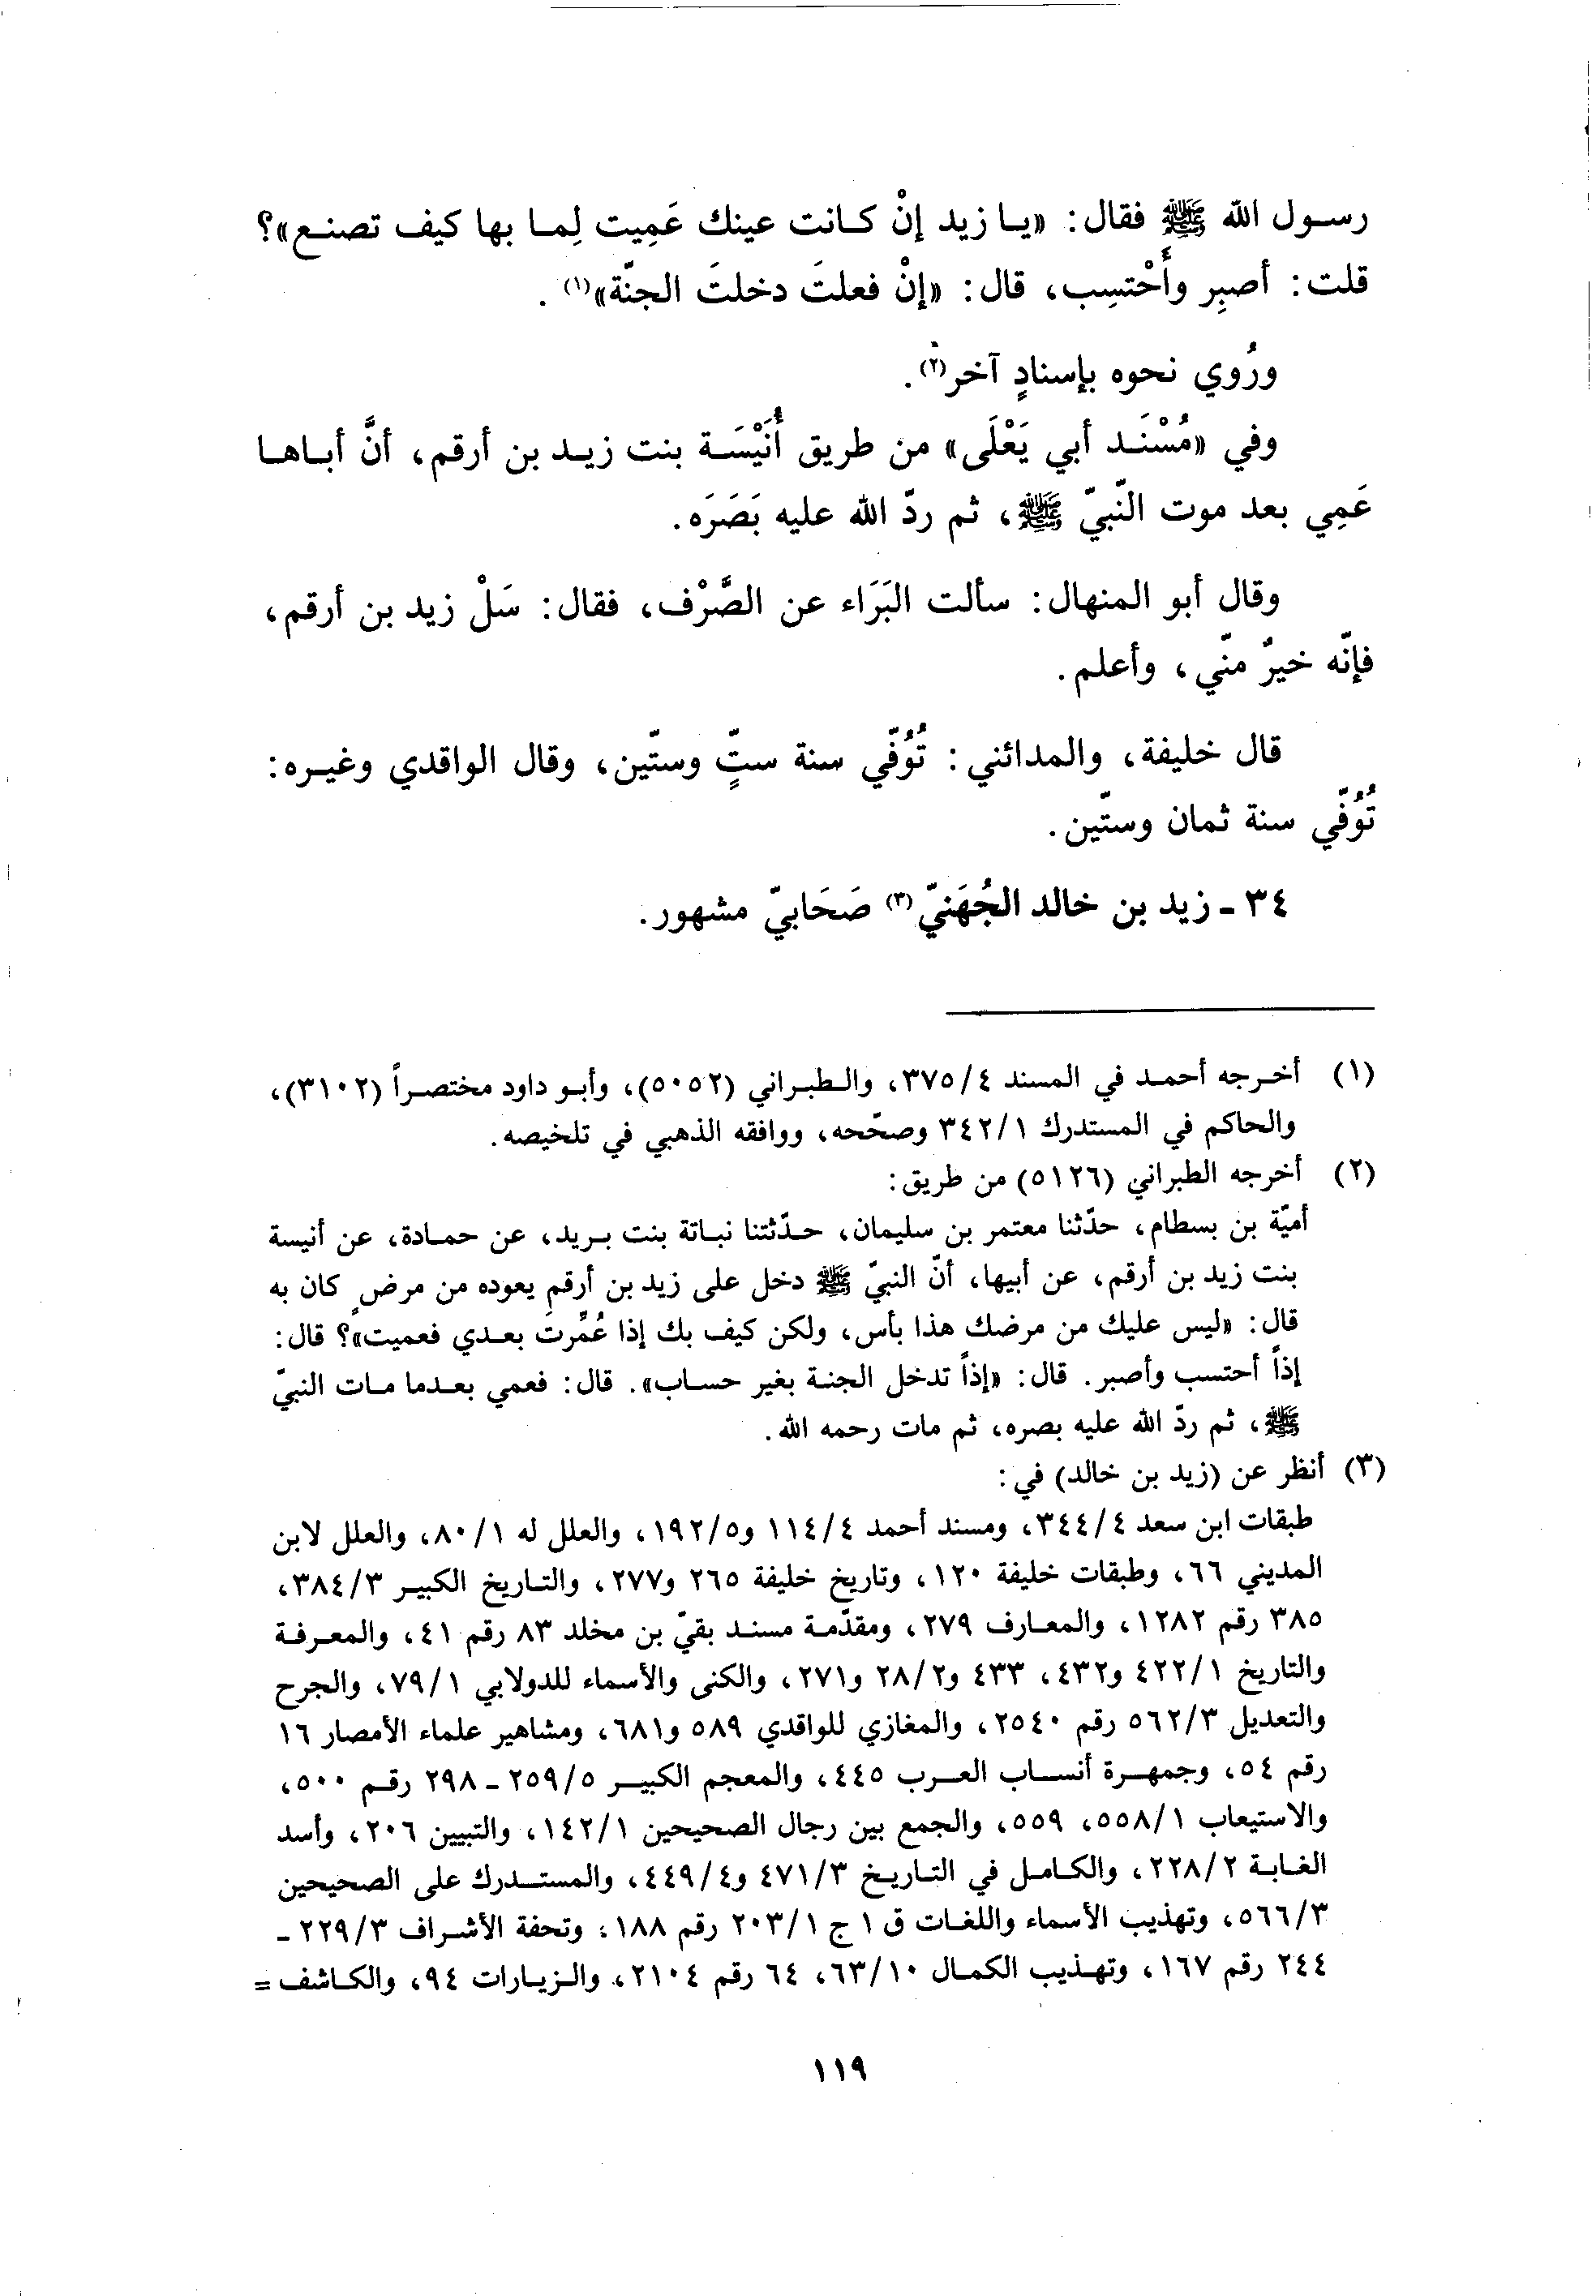 رسول الله ﷺ فقال: «يا زيد إنْ كانت عينك عَمِيت لِما بها كيف تصنع»؟
قلت: أصبِر وأَحْتسِب، قال: «إنْ فعلتَ دخلتَ الجنّة»(١).
ورُوي نحوه بإسنادٍ آخر(٢).
وفي «مُسْنَد أبي يَعْلَى» من طريق أُنَيْسَة بنت زيد بن أرقم، أنَّ أباها
عَمِي بعد موت النّبيّ ﷺ، ثم ردّ الله عليه بَصَرَه.
وقال أبو المنهال: سألت البَرَاء عن الصَّرْف، فقال: سَلْ زيد بن أرقم،
فإنّه خيرٌ منّي، وأعلم.
قال خليفة، والمدائني: تُوُفّي سنة ستٍّ وستّين، وقال الواقدي وغيره:
تُوُفّي سنة ثمان وستّين.
٣٤ - زيد بن خالد الجُهَنيّ(٣) صَحَابيّ مشهور.
(١) أخرجه أحمد في المسند ٣٧٥/٤، والطبراني (٥٠٥٢)، وأبو داود مختصراً (٣١٠٢)،
والحاكم في المستدرك ٣٤٢/١ وصحّحه، ووافقه الذهبي في تلخيصه.
(٢) أخرجه الطبراني (٥١٢٦) من طريق:
أميّة بن بسطام، حدّثنا معتمر بن سليمان، حدّثتنا نباتة بنت بريد، عن حمادة، عن أنيسة
بنت زيد بن أرقم، عن أبيها، أنّ النبيّ ﷺ دخل على زيد بن أرقم يعوده من مرضٍ كان به
قال: «ليس عليك من مرضك هذا بأس، ولكن كيف بك إذا عُمِّرتَ بعدي فعميت»؟ قال:
إذاً أحتسب وأصبر. قال: «إذاً تدخل الجنة بغير حساب». قال: فعمي بعدما مات النبيّ
ﷺ، ثم ردّ الله عليه بصره، ثم مات رحمه الله.
(٣) أنظر عن (زيد بن خالد) في:
طبقات ابن سعد ٣٤٤/٤، ومسند أحمد ١١٤/٤ و١٩٢/٥، والعلل له ٨٠/١، والعلل لابن
المديني ٦٦، وطبقات خليفة ١٢٠، وتاريخ خليفة ٢٦٥ و٢٧٧، والتاريخ الكبير ٣٨٤/٣،
٣٨٥ رقم ١٢٨٢، والمعارف ٢٧٩، ومقدّمة مسند بقيّ بن مخلد ٨٣ رقم ٤١، والمعرفة
والتاريخ ٤٢٢/١ و٤٣٢، ٤٣٣ و٢٨/٢ و٢٧١، والكنى والأسماء للدولابي ٧٩/١، والجرح
والتعديل ٥٦٢/٣ رقم ٢٥٤٠، والمغازي للواقدي ٥٨٩ و٦٨١، ومشاهير علماء الأمصار ١٦
رقم ٥٤، وجمهرة أنساب العرب ٤٤٥، والمعجم الكبير ٢٥٩/٥ - ٢٩٨ رقم ٥٠٠،
والاستيعاب ٥٥٨/١، ٥٥٩، والجمع بين رجال الصحيحين ١٤٢/١، والتبيين ٢٠٦، وأسد
الغابة ٢٢٨/٢، والكامل في التاريخ ٤٧١/٣ و٤٤٩/٤، والمستدرك على الصحيحين
٥٦٦/٣، وتهذيب الأسماء واللغات ق ١ ج ٢٠٣/١ رقم ١٨٨، وتحفة الأشراف ٢٢٩/٣ -
٢٤٤ رقم ١٦٧، وتهذيب الكمال ٦٣/١٠، ٦٤ رقم ٢١٠٤، والزيارات ٩٤، والكاشف =
١١٩